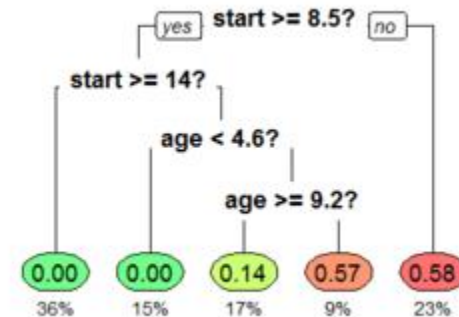 yes start >= 8.5? no
start >= 14?
age < 4.6?
age >= 9.2?
0.00 0.00 0.14 0.57 0.58
36% 15% 17% 9% 23%